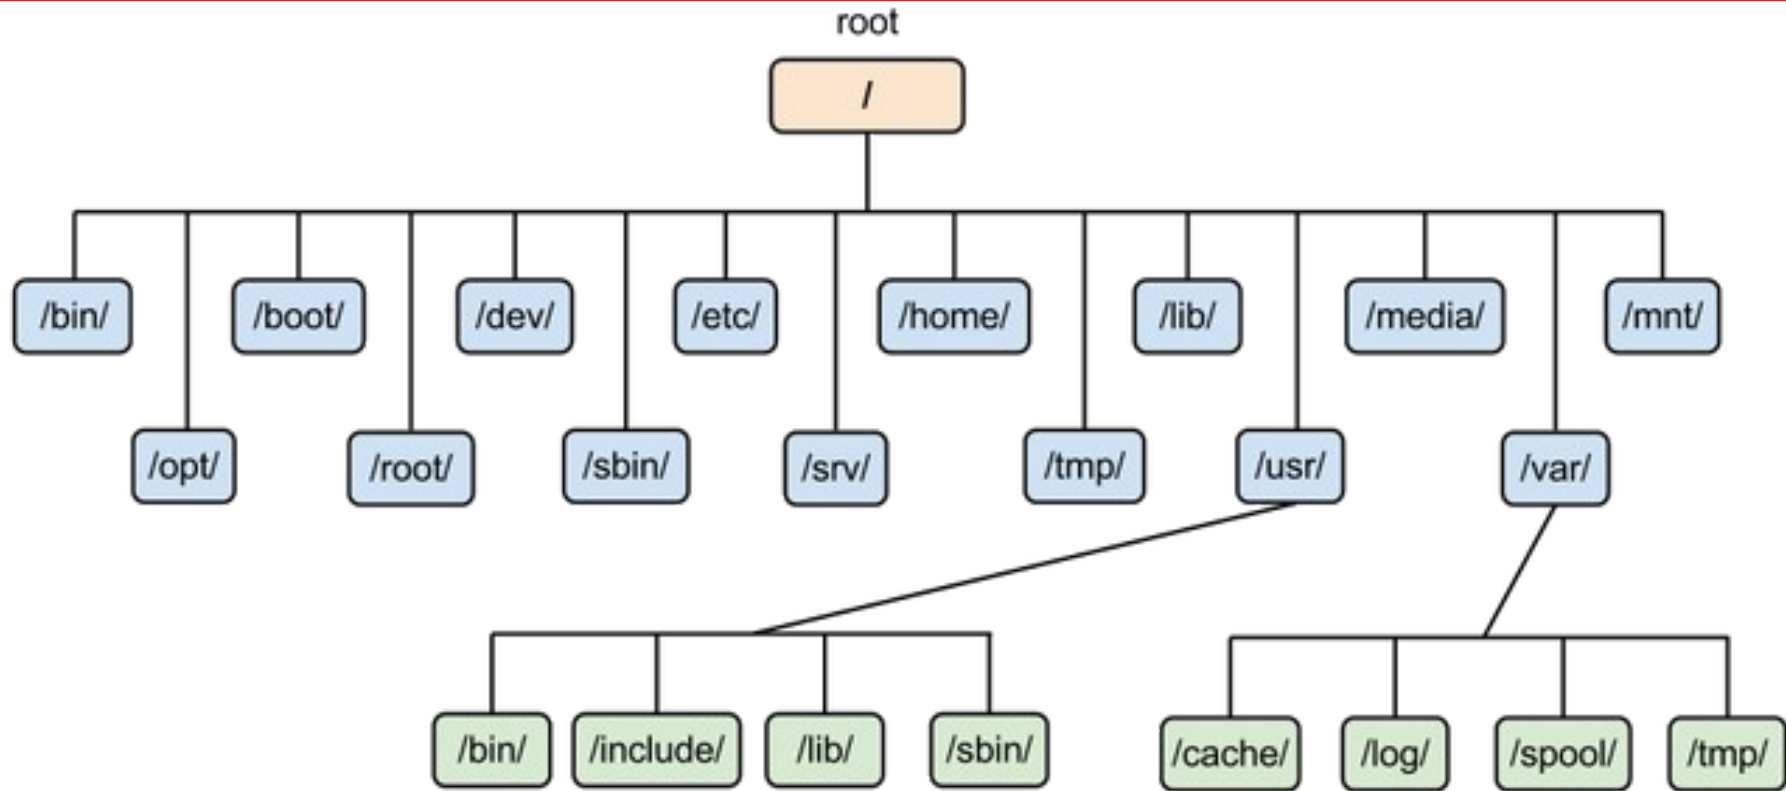 root
/
/bin/
/boot/
/dev/
/etc/
/home/
/lib/
/media/
/mnt/
/opt/
/root/
/sbin/
/srv/
/tmp/
/usr/
/var/
/bin/
/include/
/lib/
/sbin/
/cache/
/log/
/spool/
/tmp/